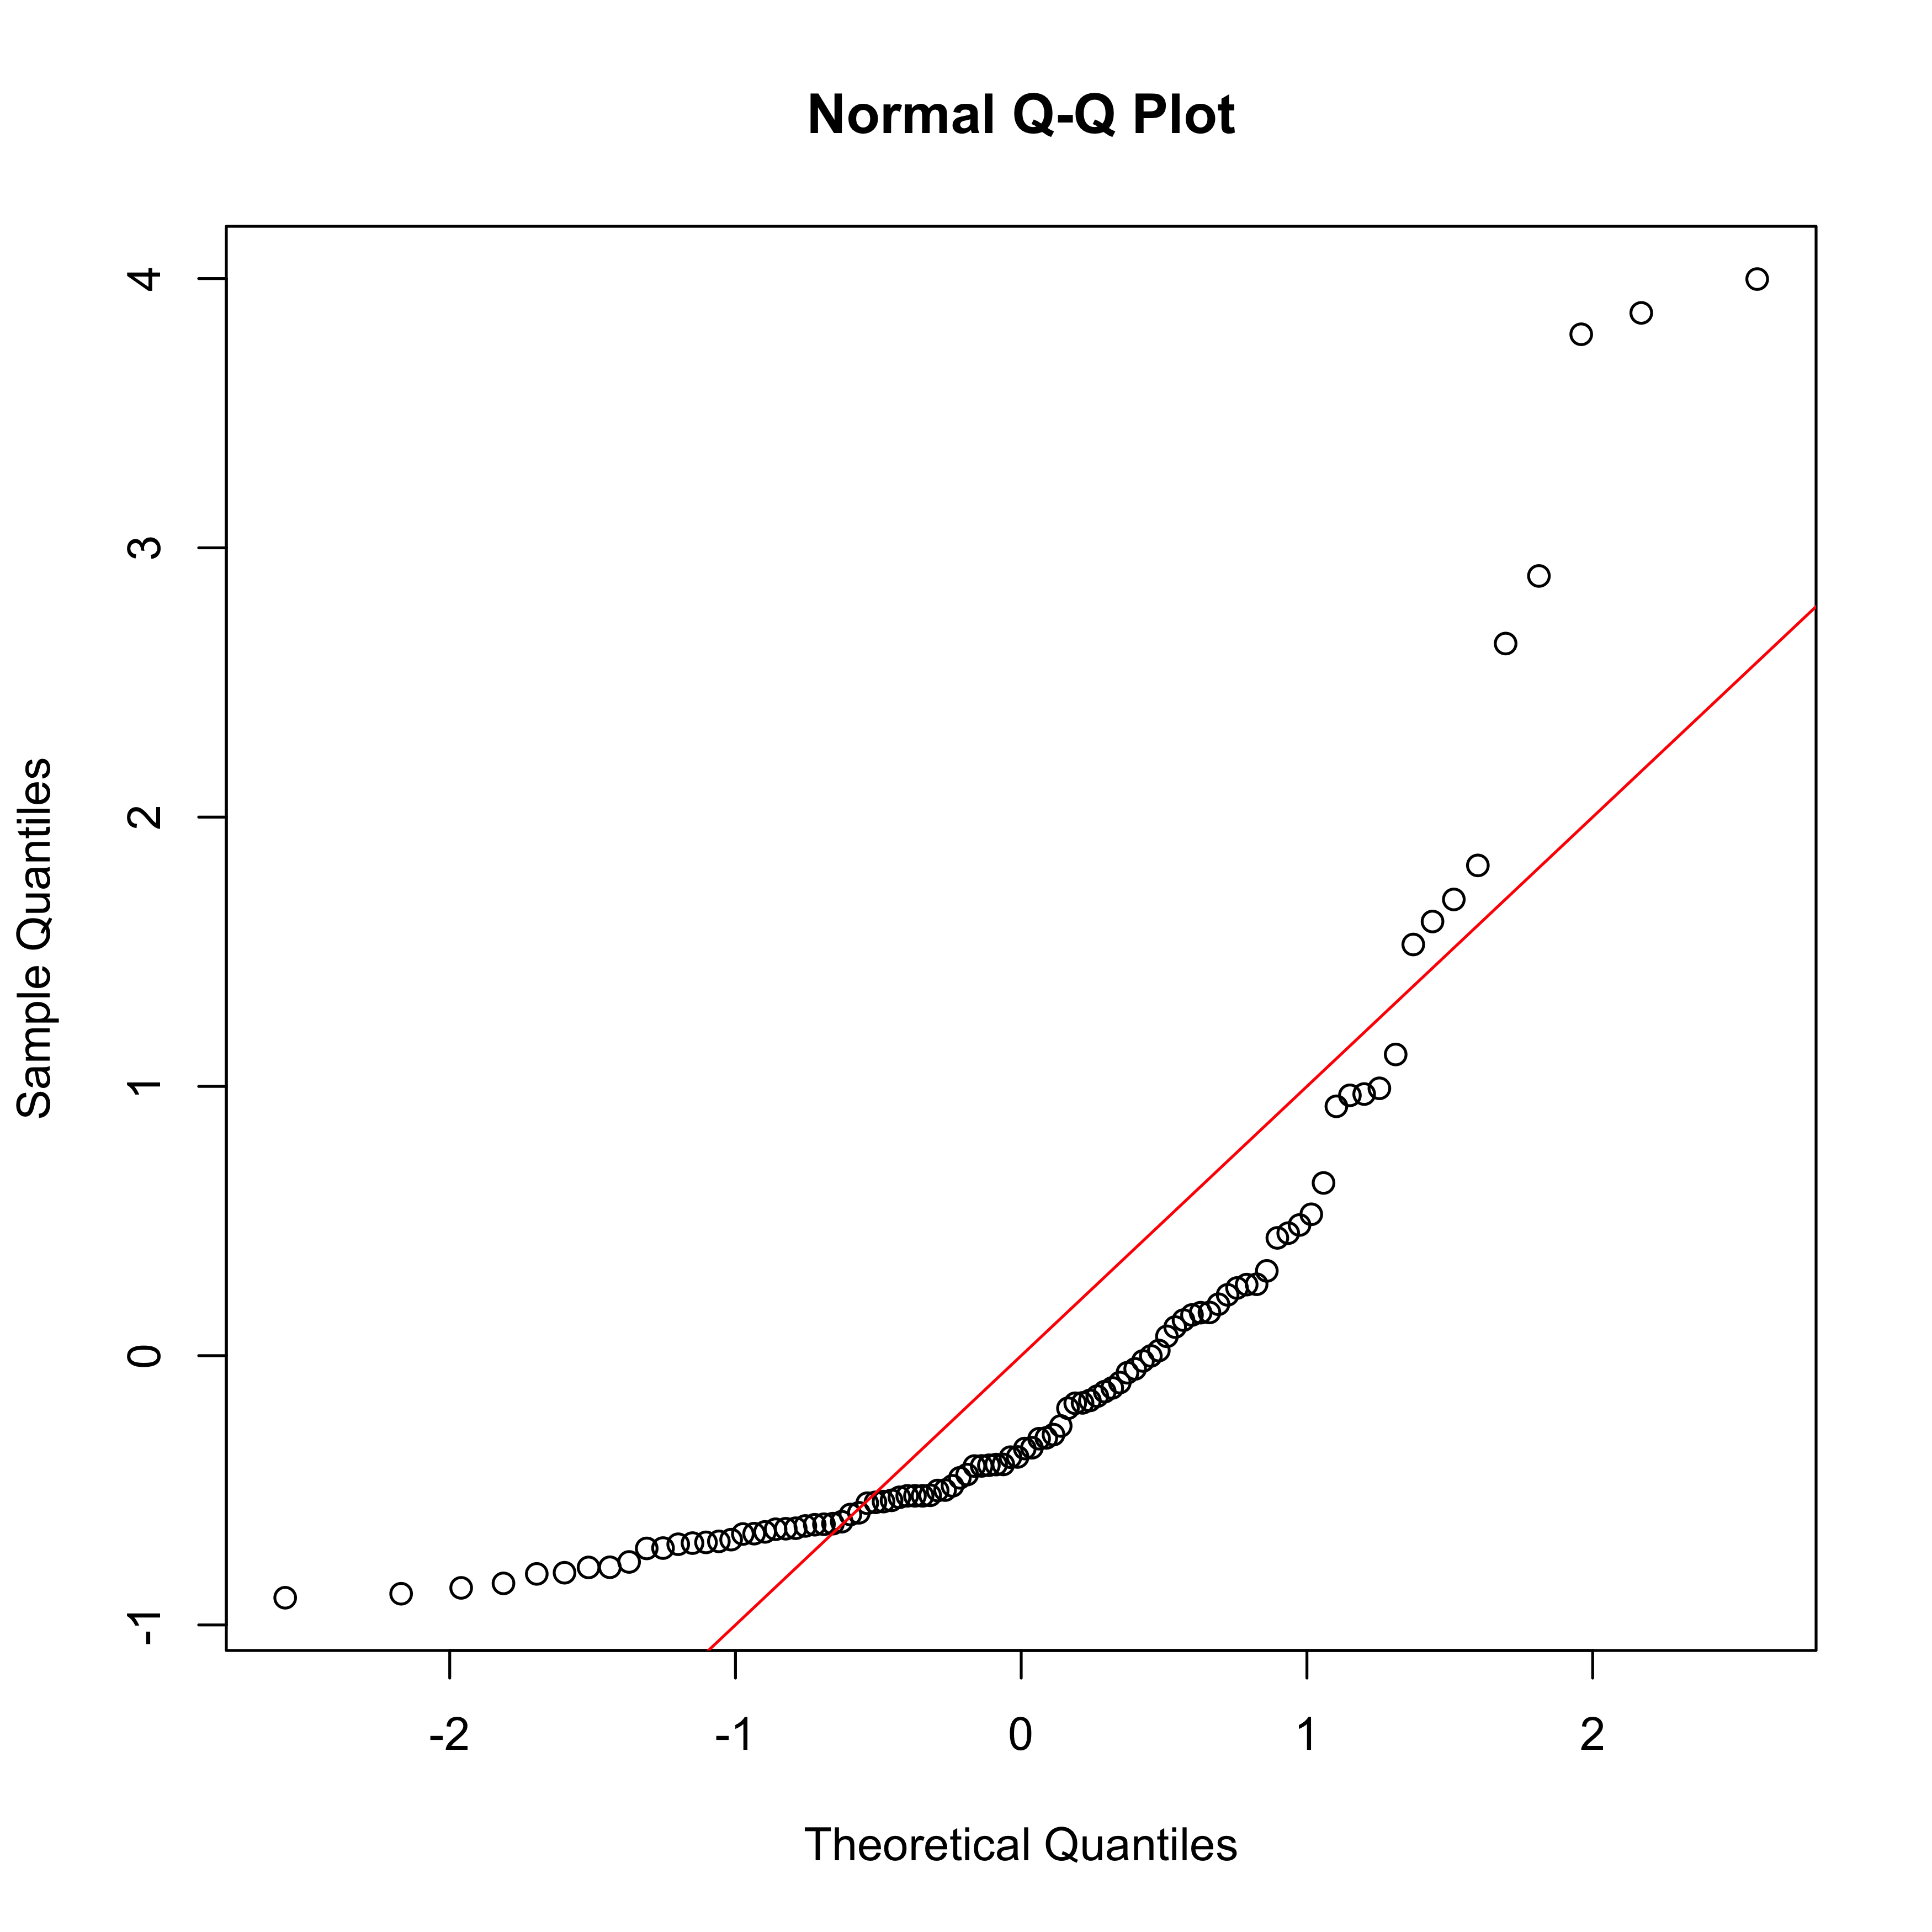 Normal Q-Q Plot
Sample Quantiles
4
3
2
1
0
-1
-2 -1 0 1 2
Theoretical Quantiles